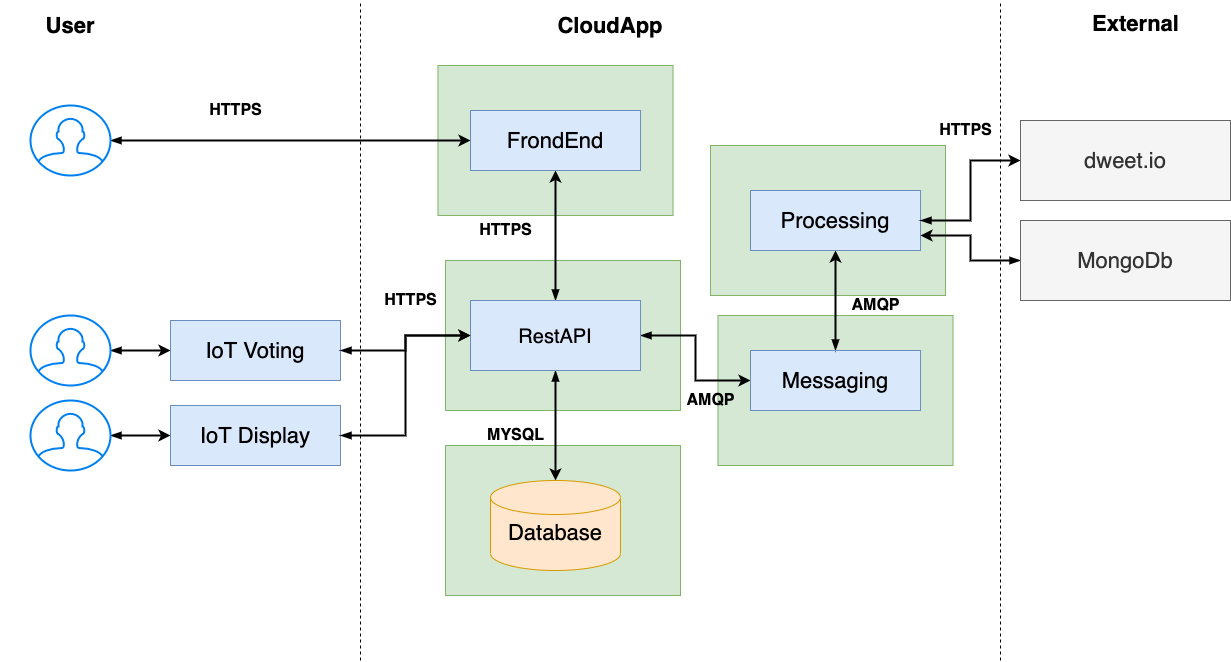 User
CloudApp
External
HTTPS
FrondEnd
HTTPS
dweet.io
Processing
HTTPS
MongoDb
HTTPS
AMQP
IoT Voting
RestAPI
Messaging
AMQP
IoT Display
MYSQL
Database